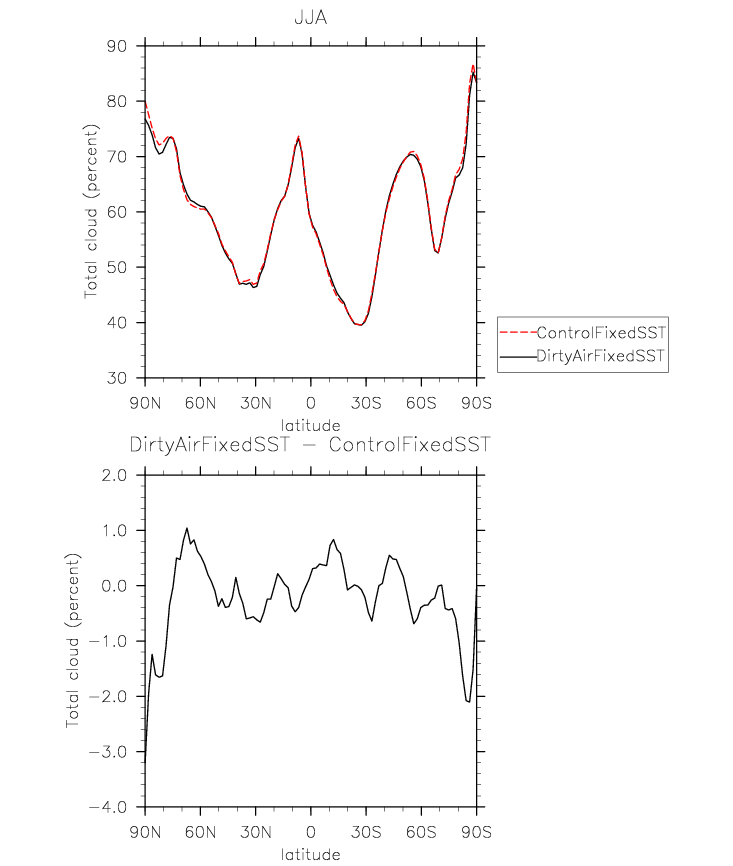 JJA
90
80
70
60
50
40
30
Total cloud (percent)
90N 60N 30N 0 30S 60S 90S
latitude
ControlFixedSST
DirtyAirFixedSST
DirtyAirFixedSST − ControlFixedSST
2.0
1.0
0.0
−1.0
−2.0
−3.0
−4.0
Total cloud (percent)
90N 60N 30N 0 30S 60S 90S
latitude